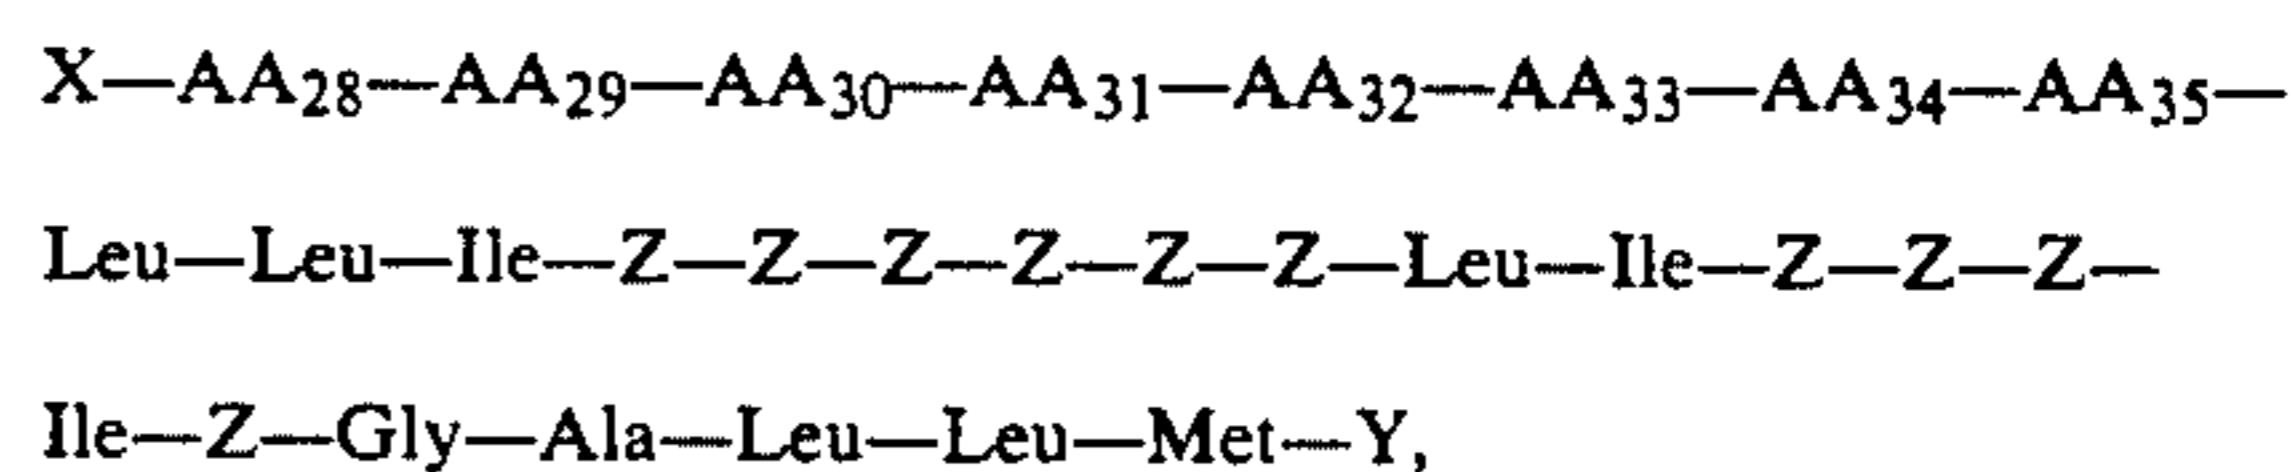 X—AA28—AA29—AA30—AA31—AA32—AA33—AA34—AA35—
Leu—Leu—Ile—Z—Z—Z—Z—Z—Z—Leu—Ile—Z—Z—Z—
Ile—Z—Gly—Ala—Leu—Leu—Met—Y,